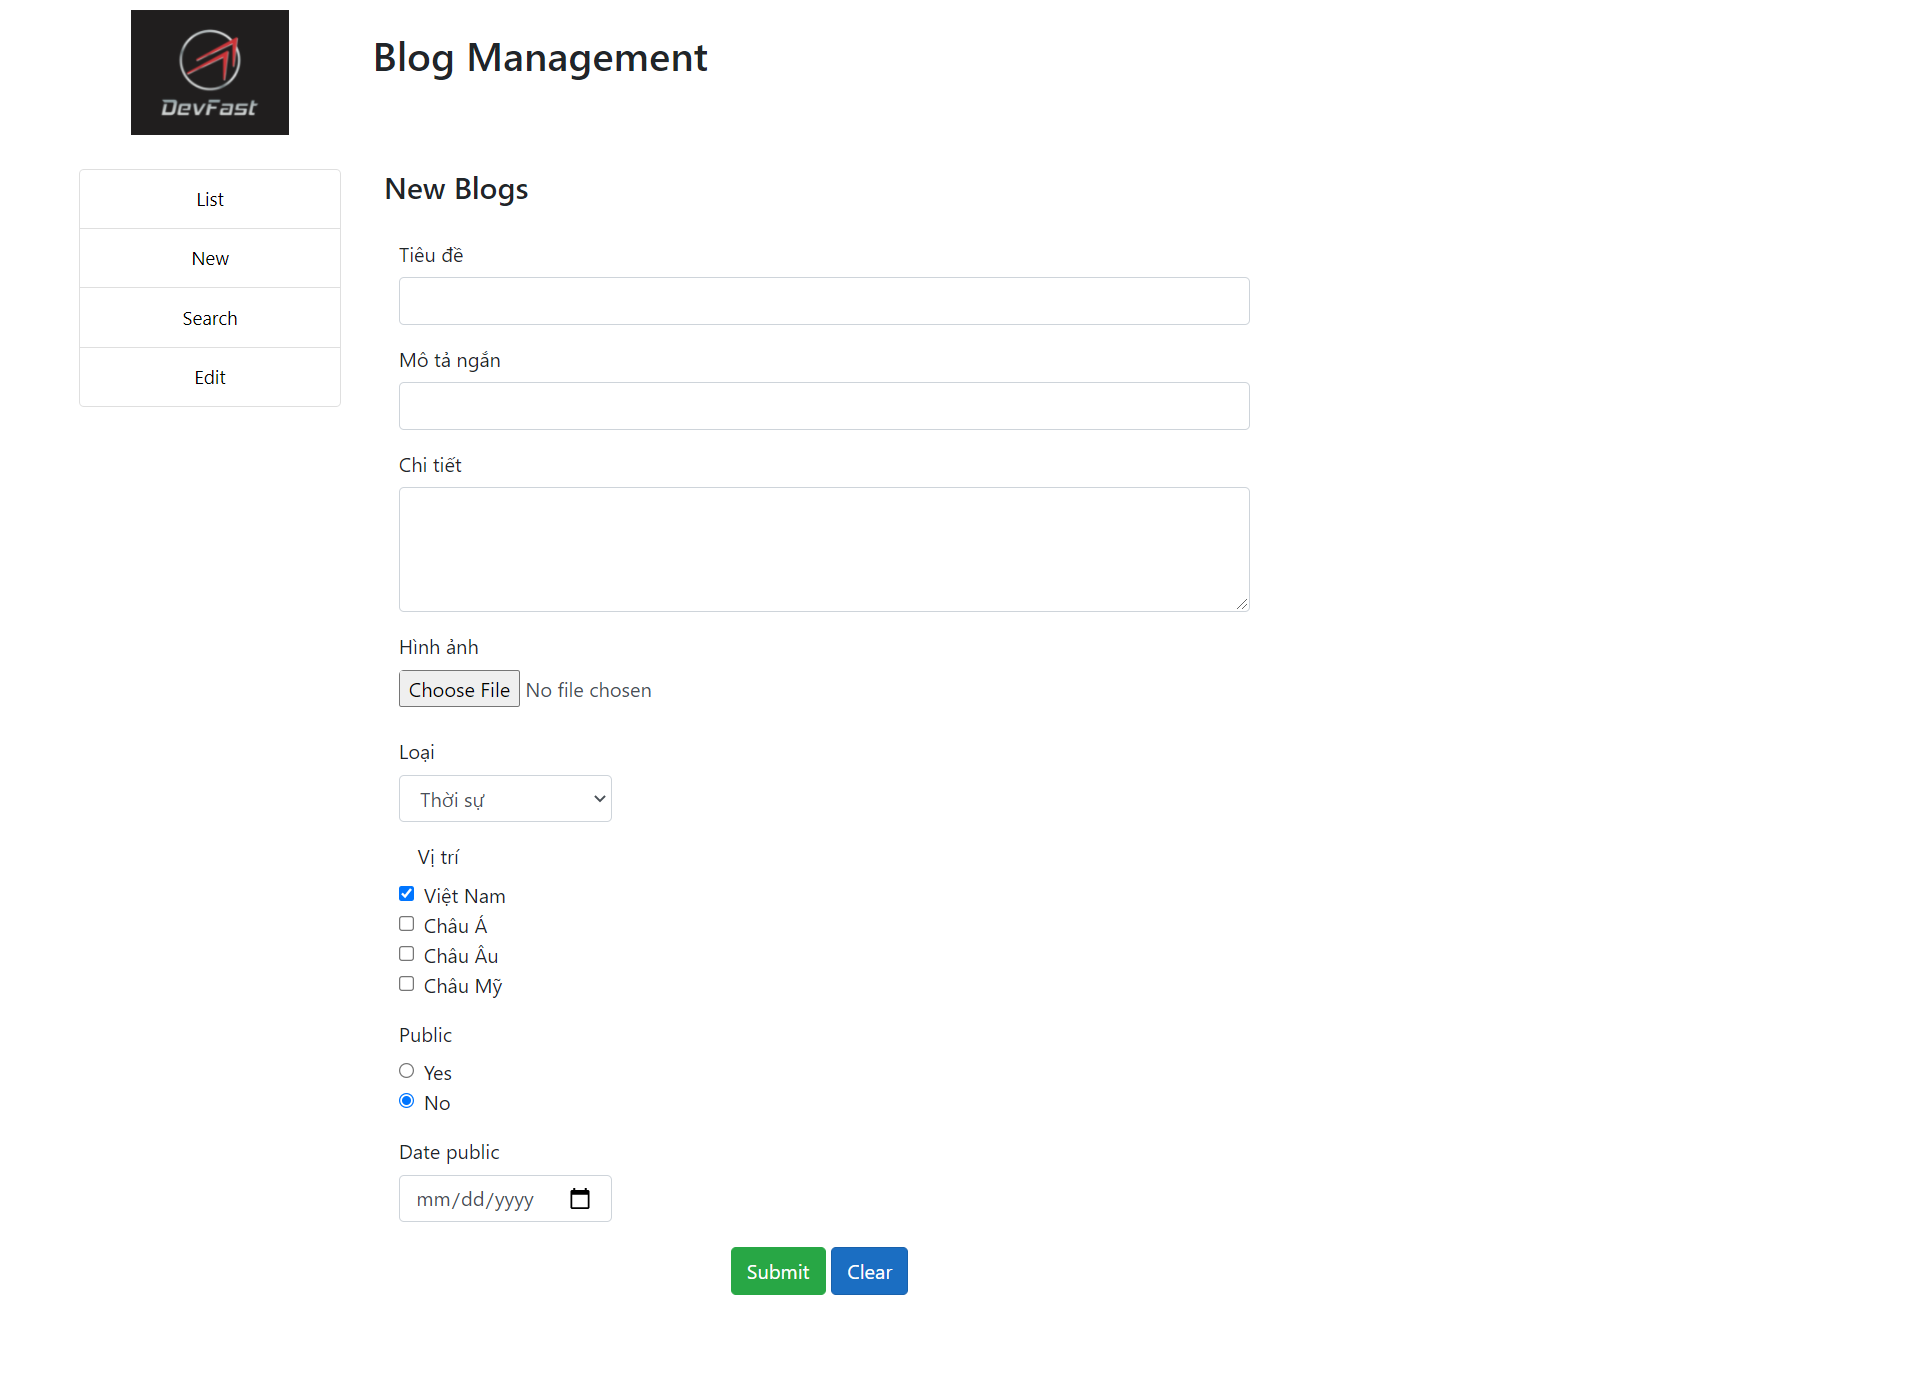 DevFast
Blog Management
List
New
Search
Edit
New Blogs
Tiêu đề
Mô tả ngắn
Chi tiết
Hình ảnh
Choose File No file chosen
Loại
Thời sự
Vị trí
Việt Nam
Châu Á
Châu Âu
Châu Mỹ
Public
Yes
No
Date public
mm/dd/yyyy
Submit Clear